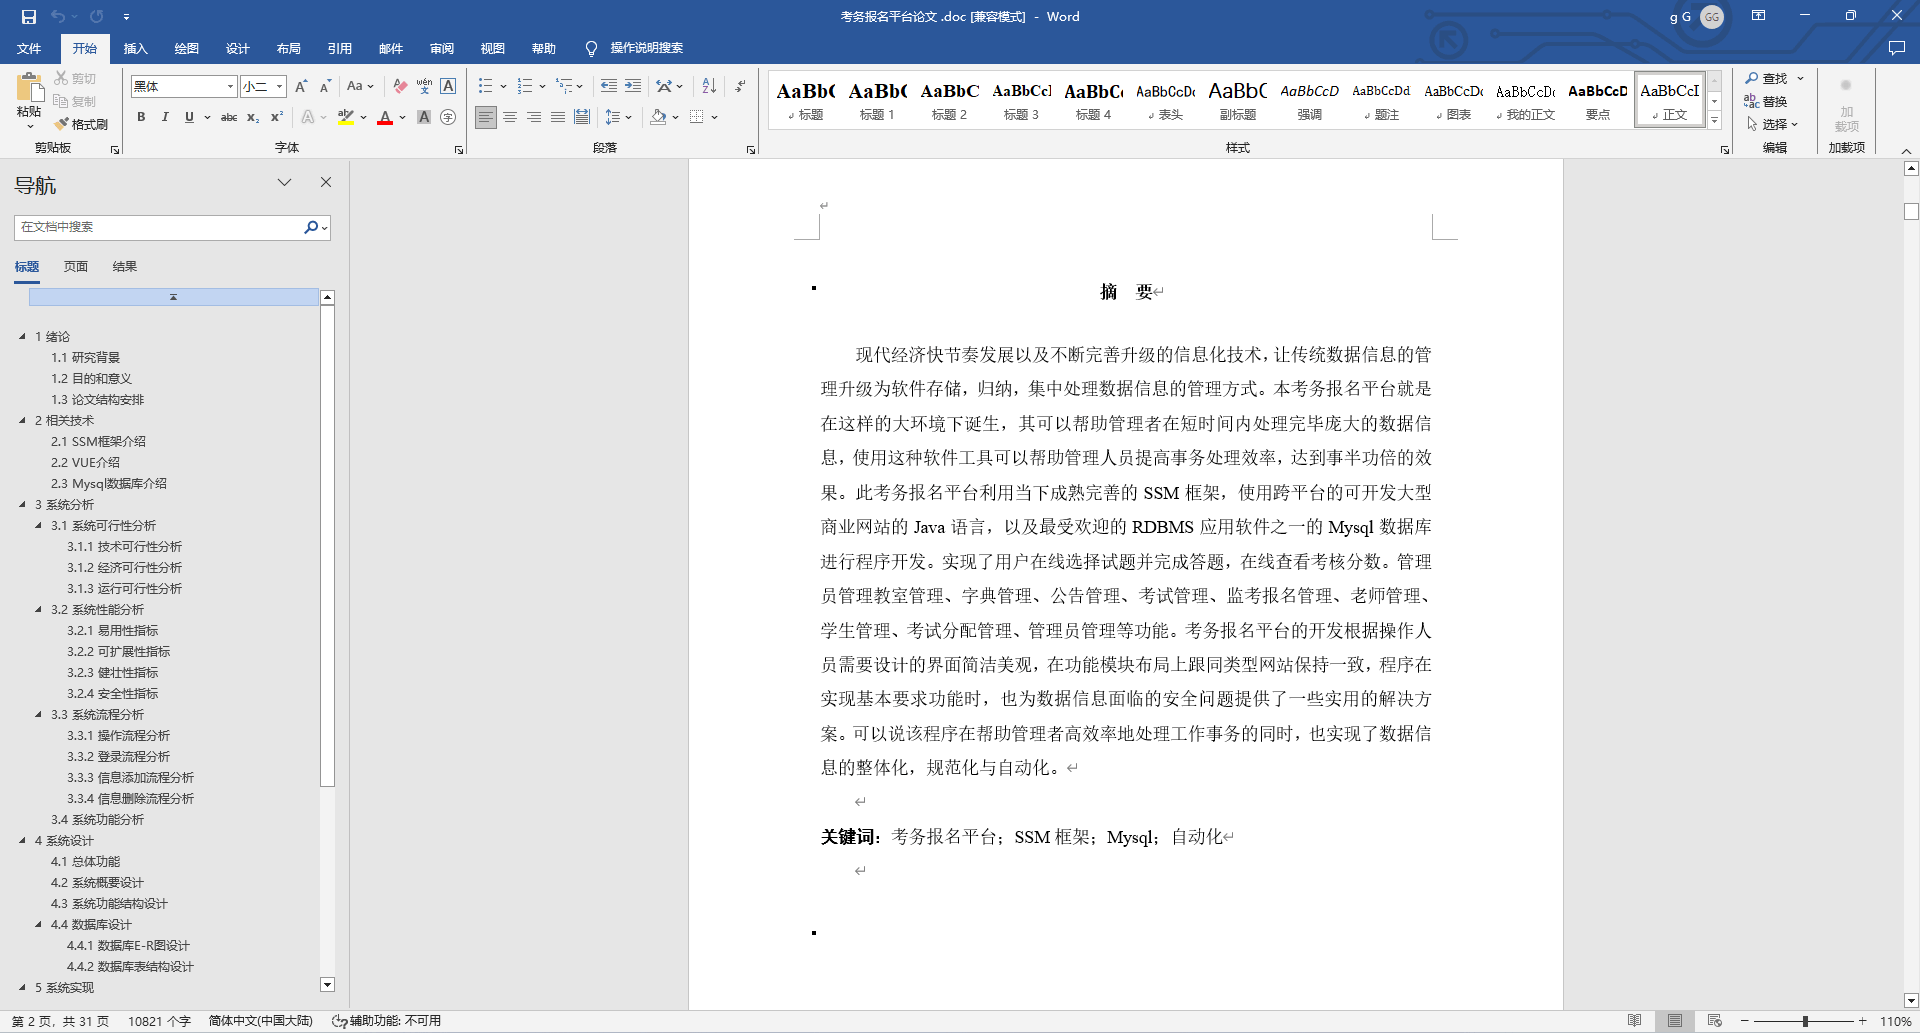 考务报名平台论文 .doc [兼容模式] - Word
g G
GG
文件 开始 插入 绘图 设计 布局 引用 邮件 审阅 视图 帮助 操作说明搜索
粘贴
剪切
复制
格式刷
剪贴板
黑体 小二
字体
段落
AaBbC 标题
AaBbC 标题 1
AaBbC 标题 2
AaBbCcI 标题 3
AaBbC 标题 4
AaBbCcDc 表头
AaBbC 副标题
AaBbCcD 强调
AaBbCcDd 题注
AaBbCcDc 图表
AaBbCcDc 我的正文
AaBbCcD 要点
AaBbCcI 正文
样式
查找
替换
选择
编辑
加载项
加载项
导航
在文档中搜索
标题 页面 结果
1 绪论
1.1 研究背景
1.2 目的和意义
1.3 论文结构安排
2 相关技术
2.1 SSM框架介绍
2.2 VUE介绍
2.3 Mysql数据库介绍
3 系统分析
3.1 系统可行性分析
3.1.1 技术可行性分析
3.1.2 经济可行性分析
3.1.3 运行可行性分析
3.2 系统性能分析
3.2.1 易用性指标
3.2.2 可扩展性指标
3.2.3 健壮性指标
3.2.4 安全性指标
3.3 系统流程分析
3.3.1 操作流程分析
3.3.2 登录流程分析
3.3.3 信息添加流程分析
3.3.4 信息删除流程分析
3.4 系统功能分析
4 系统设计
4.1 总体功能
4.2 系统概要设计
4.3 系统功能结构设计
4.4 数据库设计
4.4.1 数据库E-R图设计
4.4.2 数据库表结构设计
5 系统实现
摘 要
现代经济快节奏发展以及不断完善升级的信息化技术，让传统数据信息的管
理升级为软件存储，归纳，集中处理数据信息的管理方式。本考务报名平台就是
在这样的大环境下诞生，其可以帮助管理者在短时间内处理完毕庞大的数据信
息，使用这种软件工具可以帮助管理人员提高事务处理效率，达到事半功倍的效
果。此考务报名平台利用当下成熟完善的 SSM 框架，使用跨平台的可开发大型
商业网站的 Java 语言，以及最受欢迎的 RDBMS 应用软件之一的 Mysql 数据库
进行程序开发。实现了用户在线选择试题并完成答题，在线查看考核分数。管理
员管理教室管理、字典管理、公告管理、考试管理、监考报名管理、老师管理、
学生管理、考试分配管理、管理员管理等功能。考务报名平台的开发根据操作人
员需要设计的界面简洁美观，在功能模块布局上跟同类型网站保持一致，程序在
实现基本要求功能时，也为数据信息面临的安全问题提供了一些实用的解决方
案。可以说该程序在帮助管理者高效率地处理工作事务的同时，也实现了数据信
息的整体化，规范化与自动化。
关键词：考务报名平台；SSM 框架；Mysql；自动化
第 2 页，共 31 页 10821 个字 简体中文(中国大陆) 辅助功能: 不可用
110%